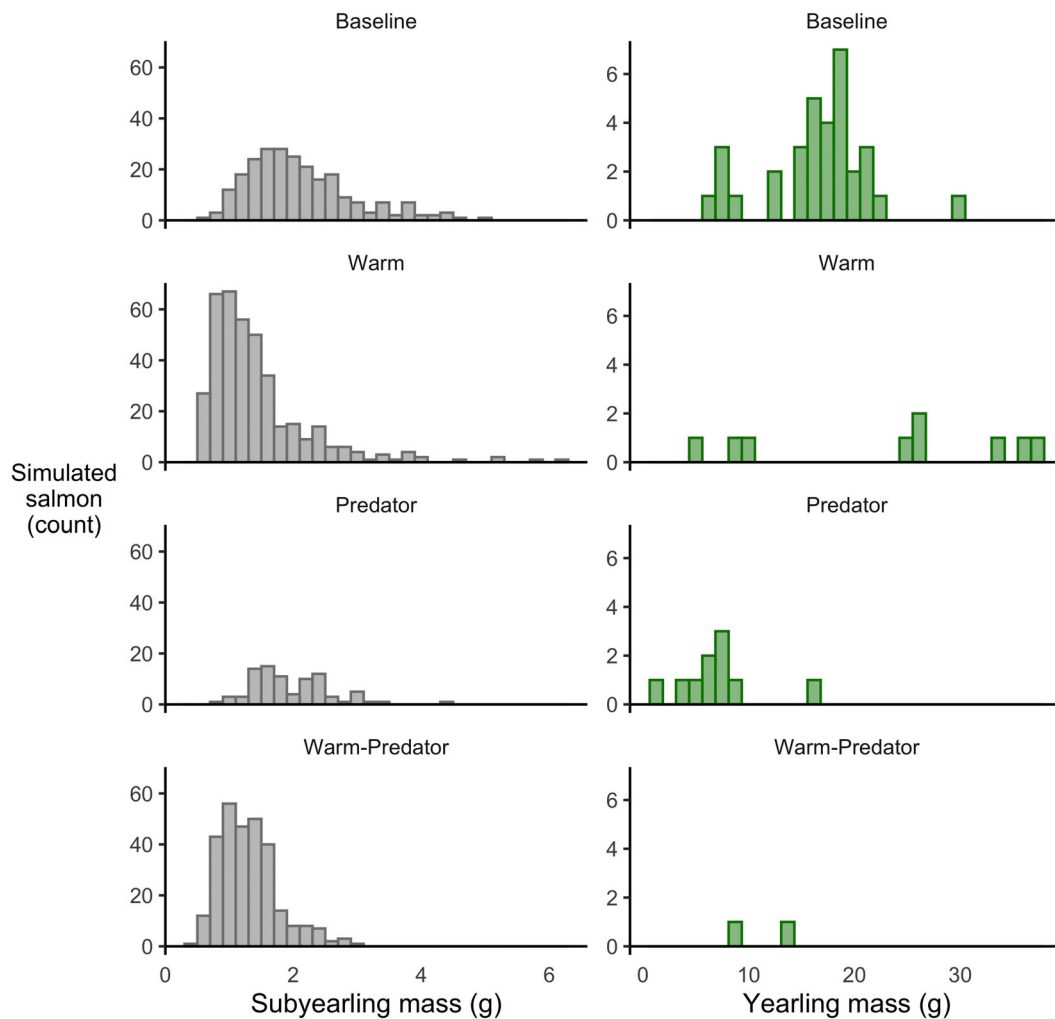 Baseline
Baseline
60
40
20
0
6
4
2
0
Warm
Warm
60
40
20
0
6
4
2
0
Simulated
salmon
(count)
Predator
Predator
60
40
20
0
6
4
2
0
Warm-Predator
Warm-Predator
60
40
20
0
6
4
2
0
0 2 4 6
0 10 20 30
Subyearling mass (g)
Yearling mass (g)